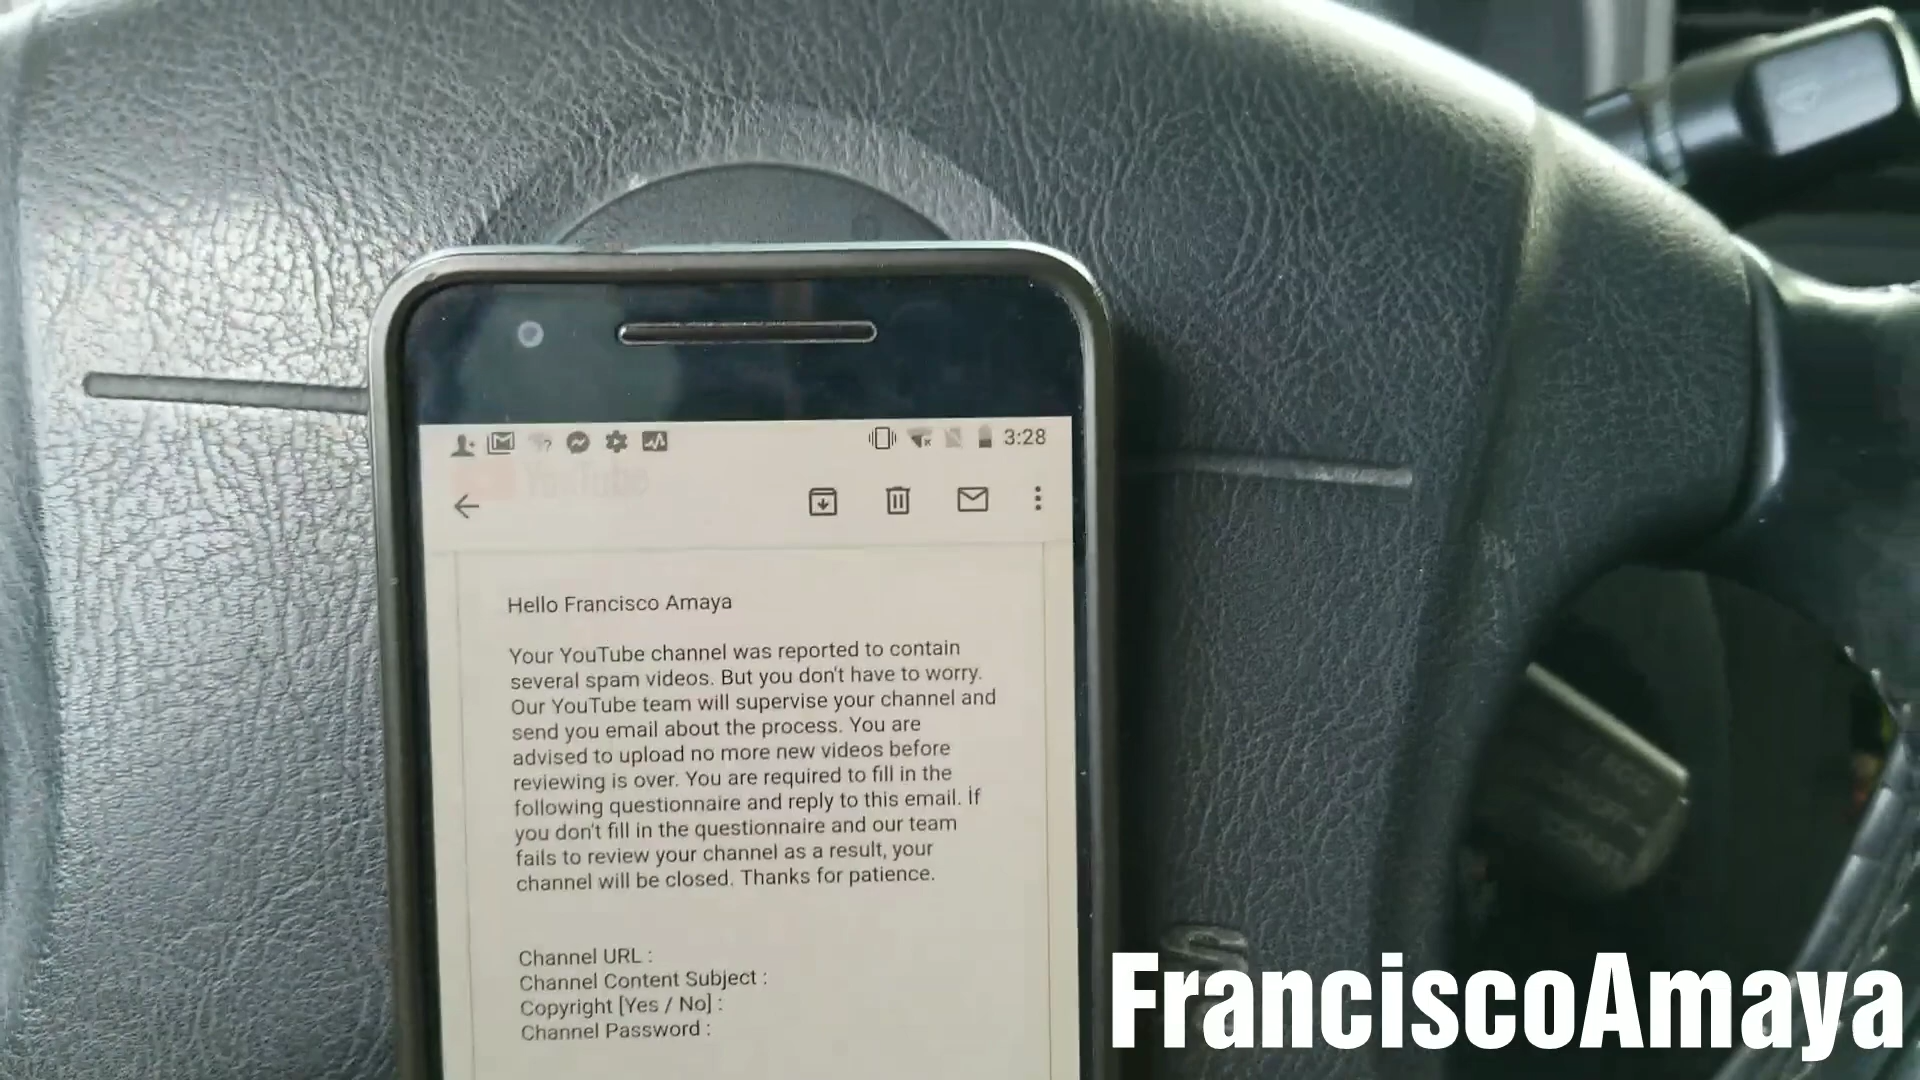 3:28
YouTube
Hello Francisco Amaya
Your YouTube channel was reported to contain
several spam videos. But you don't have to worry.
Our YouTube team will supervise your channel and
send you email about the process. You are
advised to upload no more new videos before
reviewing is over. You are required to fill in the
following questionnaire and reply to this email. İf
you don't fill in the questionnaire and our team
fails to review your channel as a result, your
channel will be closed. Thanks for patience.
Channel URL :
Channel Content Subject :
Copyright [Yes / No] :
Channel Password :
FranciscoAmaya